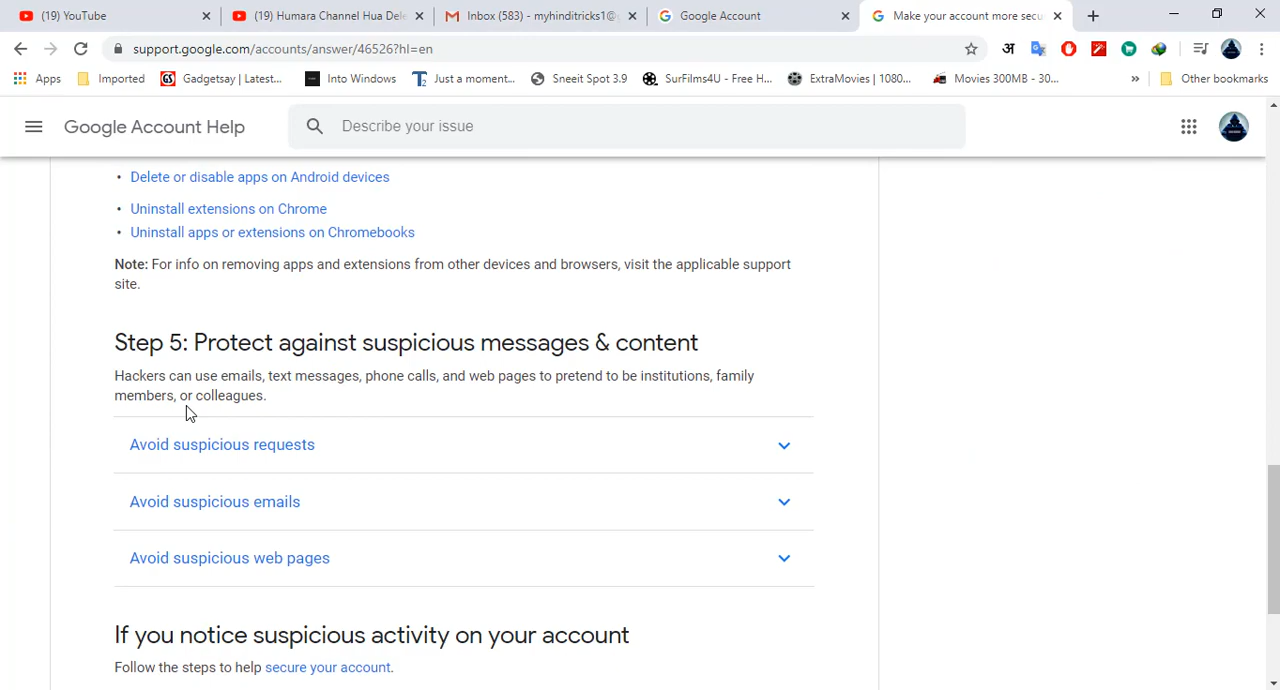 (19) YouTube
(19) Humara Channel Hua Del
Inbox (583) - myhinditricks1@
Google Account
Make your account more secu
support.google.com/accounts/answer/46526?hl=en
अ
Apps
Imported
GS
Gadgetsay | Latest...
Into Windows
Just a moment...
Sneeit Spot 3.9
SurFilms4U - Free H...
ExtraMovies | 1080...
Movies 300MB - 30...
»
Other bookmarks
Google Account Help
Describe your issue
• Delete or disable apps on Android devices
• Uninstall extensions on Chrome
• Uninstall apps or extensions on Chromebooks
Note: For info on removing apps and extensions from other devices and browsers, visit the applicable support
site.
Step 5: Protect against suspicious messages & content
Hackers can use emails, text messages, phone calls, and web pages to pretend to be institutions, family
members, or colleagues.
Avoid suspicious requests
Avoid suspicious emails
Avoid suspicious web pages
If you notice suspicious activity on your account
Follow the steps to help secure your account.